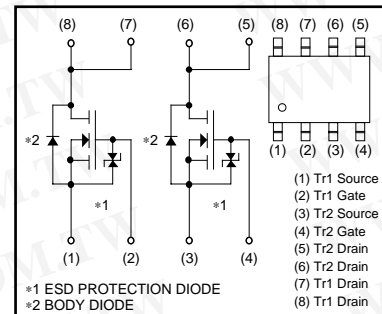 (8) (7) (6) (5)
(8) (7) (6) (5)
*2 *2
*1 *1
(1) (2) (3) (4)
(1) (2) (3) (4)
(1) Tr1 Source
(2) Tr1 Gate
(3) Tr2 Source
(4) Tr2 Gate
(5) Tr2 Drain
(6) Tr2 Drain
(7) Tr1 Drain
(8) Tr1 Drain
*1 ESD PROTECTION DIODE
*2 BODY DIODE